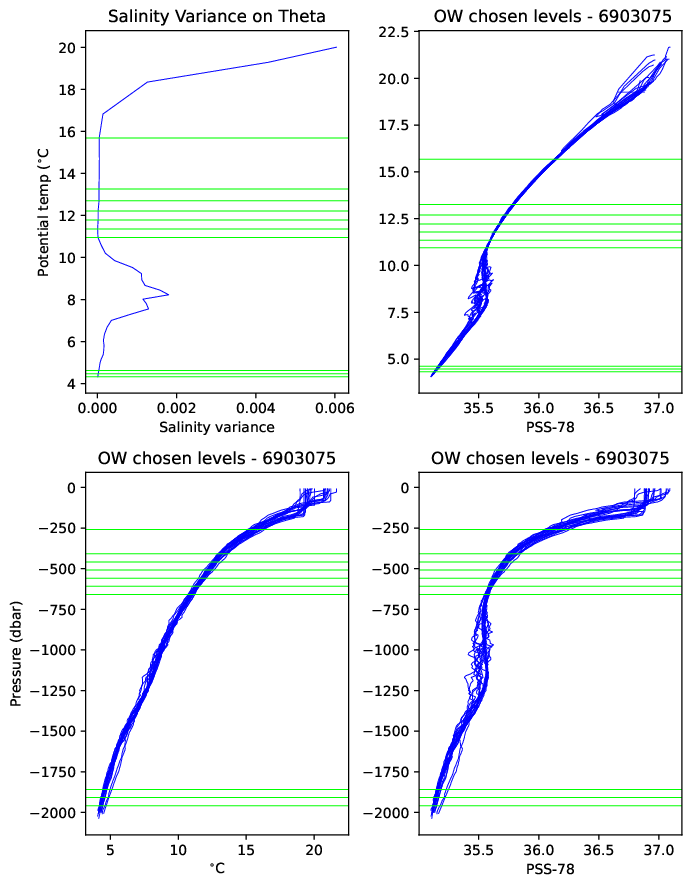 Salinity Variance on Theta
20
18
16
14
12
10
8
6
4
Potential temp (°C
0.000 0.002 0.004 0.006
Salinity variance
OW chosen levels - 6903075
22.5
20.0
17.5
15.0
12.5
10.0
7.5
5.0
35.5 36.0 36.5 37.0
PSS-78
OW chosen levels - 6903075
0
−250
−500
−750
−1000
−1250
−1500
−1750
−2000
Pressure (dbar)
5 10 15 20
°C
OW chosen levels - 6903075
0
−250
−500
−750
−1000
−1250
−1500
−1750
−2000
35.5 36.0 36.5 37.0
PSS-78